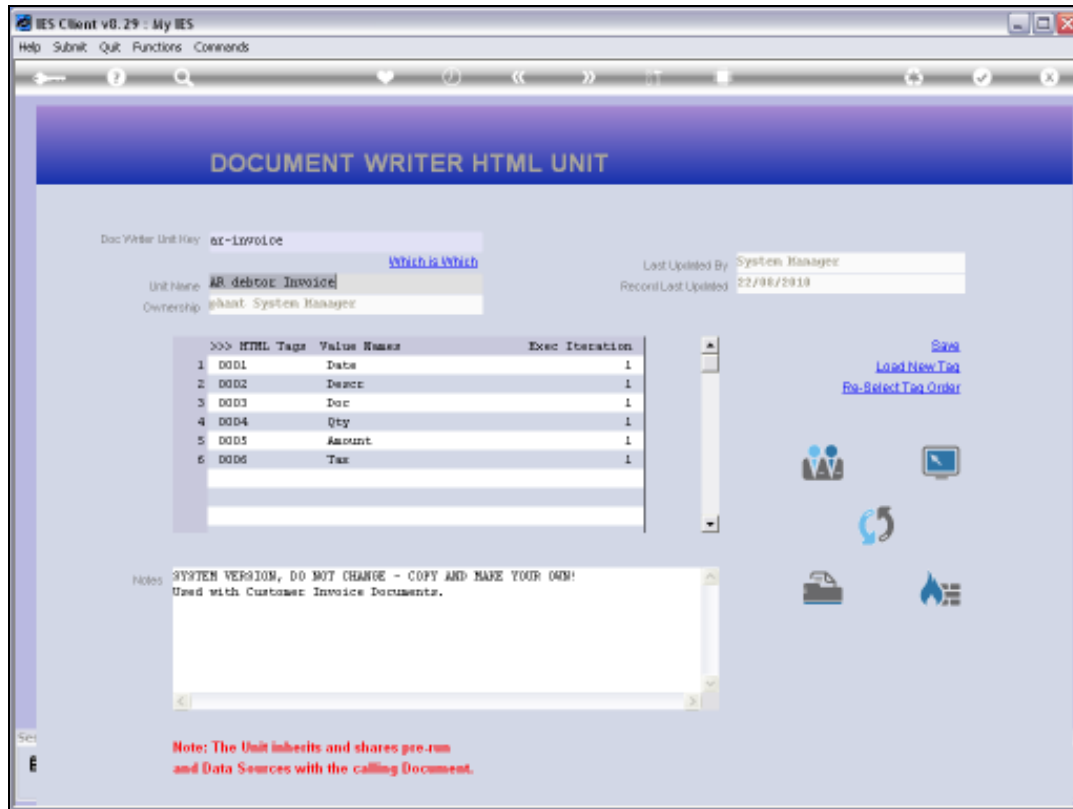 IES Client v8.29 : My IES
Help Submit Quit Functions Commands
DOCUMENT WRITER HTML UNIT
Doc Writer Unit Key ar-invoice
Which is Which
Last Updated By System Manager
Unit Name AR debtor Invoice
Record Last Updated 22/08/2010
Ownership phant System Manager
>>> HTML Tags Value Names Exec Iteration
1 D001 Date 1
2 D002 Descr 1
3 D003 Doc 1
4 D004 Qty 1
5 D005 Amount 1
6 D006 Tax 1
Save
Load New Tag
Re-Select Tag Order
Notes SYSTEM VERSION, DO NOT CHANGE - COPY AND MAKE YOUR OWN!
Used with Customer Invoice Documents.
Note: The Unit inherits and shares pre-run
and Data Sources with the calling Document.